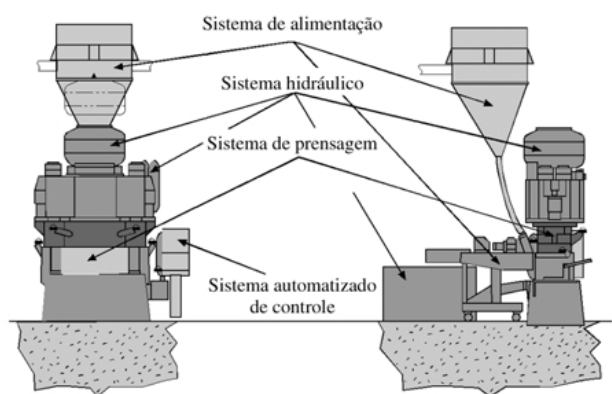 Sistema de alimentação
Sistema hidráulico
Sistema de prensagem
Sistema automatizado
de controle